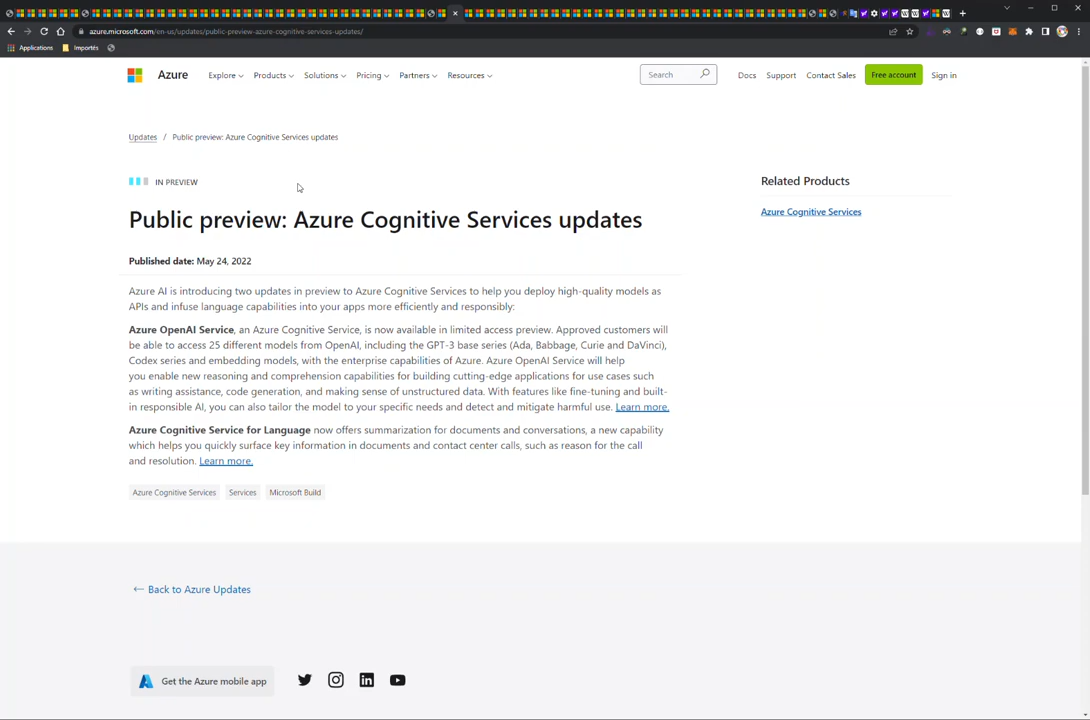 azure.microsoft.com/en-us/updates/public-preview-azure-cognitive-services-updates/
Applications
Importés
Azure
Explore
Products
Solutions
Pricing
Partners
Resources
Search
Docs
Support
Contact Sales
Free account
Sign in
Updates / Public preview: Azure Cognitive Services updates
IN PREVIEW
Public preview: Azure Cognitive Services updates
Published date: May 24, 2022
Azure AI is introducing two updates in preview to Azure Cognitive Services to help you deploy high-quality models as
APIs and infuse language capabilities into your apps more efficiently and responsibly:
Azure OpenAI Service, an Azure Cognitive Service, is now available in limited access preview. Approved customers will
be able to access 25 different models from OpenAI, including the GPT-3 base series (Ada, Babbage, Curie and DaVinci),
Codex series and embedding models, with the enterprise capabilities of Azure. Azure OpenAI Service will help
you enable new reasoning and comprehension capabilities for building cutting-edge applications for use cases such
as writing assistance, code generation, and making sense of unstructured data. With features like fine-tuning and built-
in responsible AI, you can also tailor the model to your specific needs and detect and mitigate harmful use. Learn more.
Azure Cognitive Service for Language now offers summarization for documents and conversations, a new capability
which helps you quickly surface key information in documents and contact center calls, such as reason for the call
and resolution. Learn more.
Azure Cognitive Services
Services
Microsoft Build
Related Products
Azure Cognitive Services
Back to Azure Updates
Get the Azure mobile app